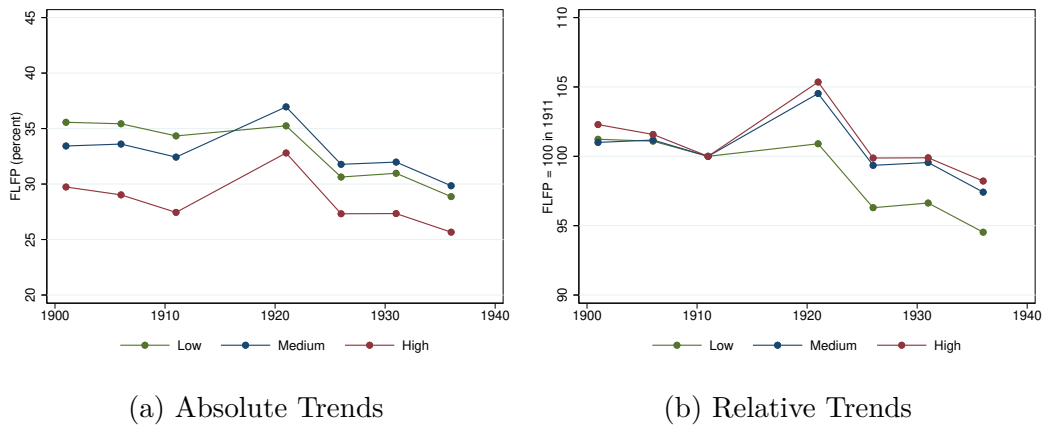 FLFP (percent)
45
40
35
30
25
20
1900 1910 1920 1930 1940
Low Medium High
(a) Absolute Trends
FLFP = 100 in 1911
110
105
100
95
90
1900 1910 1920 1930 1940
Low Medium High
(b) Relative Trends